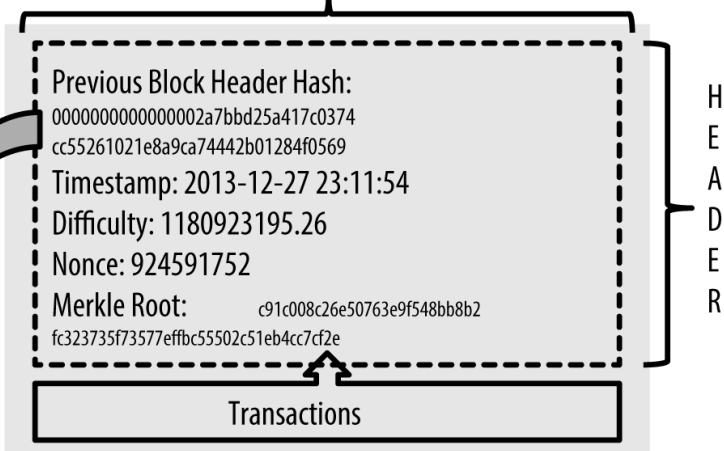 Previous Block Header Hash:
0000000000000002a7bbd25a417c0374
cc55261021e8a9ca74442b01284f0569
Timestamp: 2013-12-27 23:11:54
Difficulty: 1180923195.26
Nonce: 924591752
Merkle Root: c91c008c26e50763e9f548bb8b2
fc323735f73577effbc55502c51eb4cc7cf2e
Transactions
HEADER